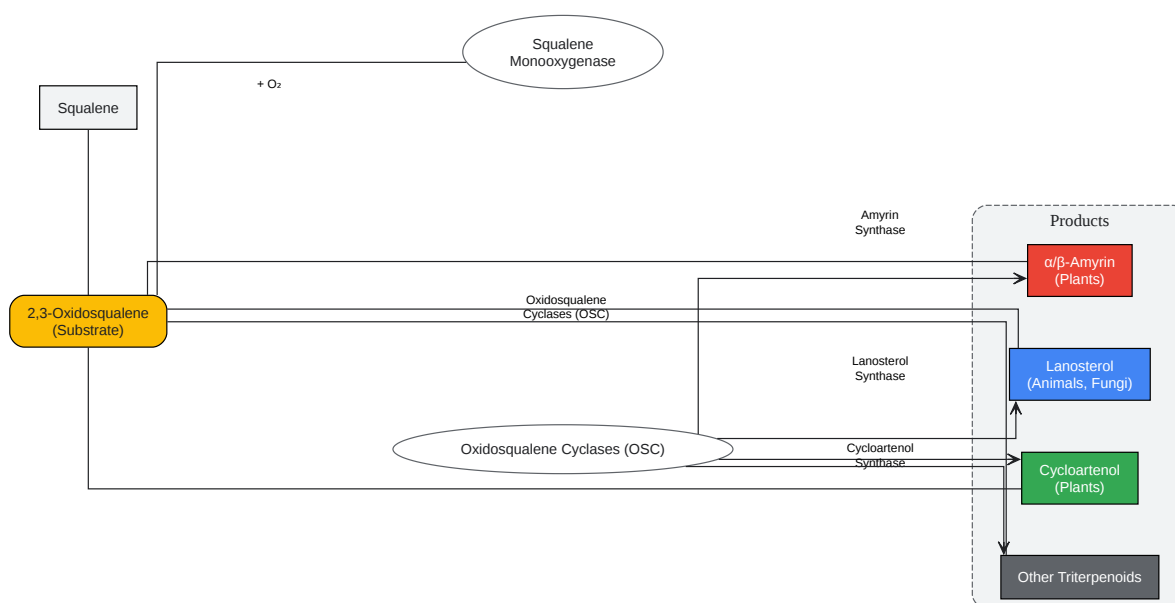 Squalene
Monooxygenase
+ O₂
Squalene
Amyrin
Synthase
Products
α/β-Amyrin
(Plants)
2,3-Oxidosqualene
(Substrate)
Oxidosqualene
Cyclases (OSC)
Lanosterol
Synthase
Lanosterol
(Animals, Fungi)
Oxidosqualene Cyclases (OSC)
Cycloartenol
Synthase
Cycloartenol
(Plants)
Other Triterpenoids